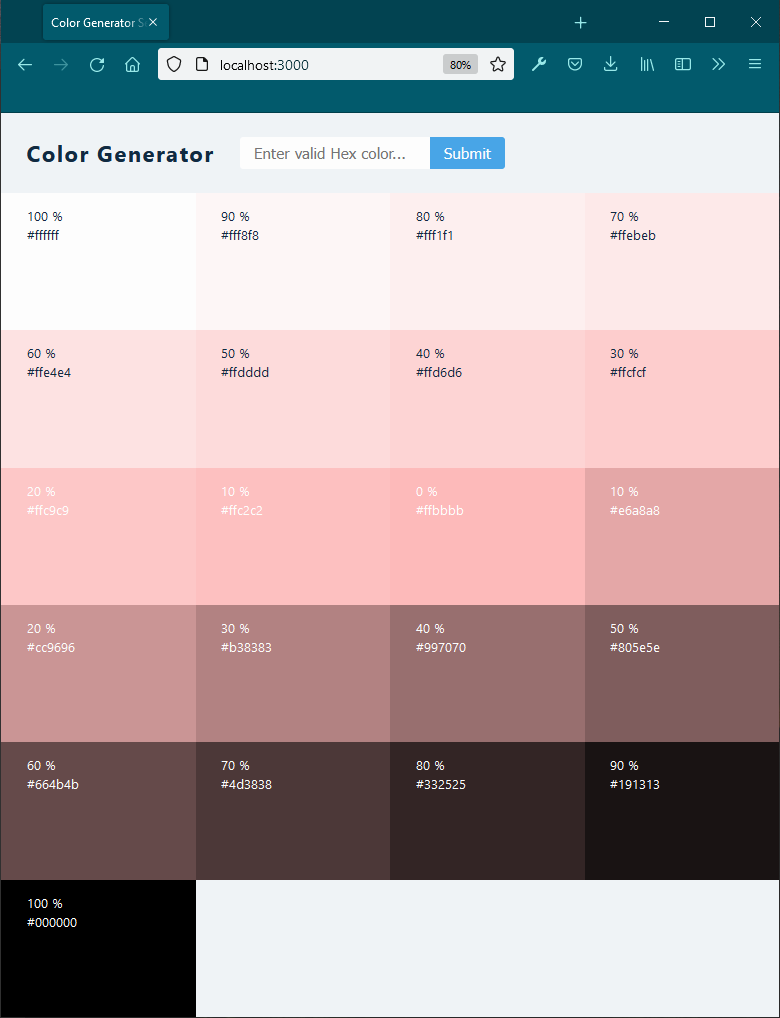 Color Generator S
localhost:3000
80%
Color Generator
Enter valid Hex color...
Submit
100 %
#ffffff
90 %
#fff8f8
80 %
#fff1f1
70 %
#ffebeb
60 %
#ffe4e4
50 %
#ffdddd
40 %
#ffd6d6
30 %
#ffcfcf
20 %
#ffc9c9
10 %
#ffc2c2
0 %
#ffbbbb
10 %
#e6a8a8
20 %
#cc9696
30 %
#b38383
40 %
#997070
50 %
#805e5e
60 %
#664b4b
70 %
#4d3838
80 %
#332525
90 %
#191313
100 %
#000000